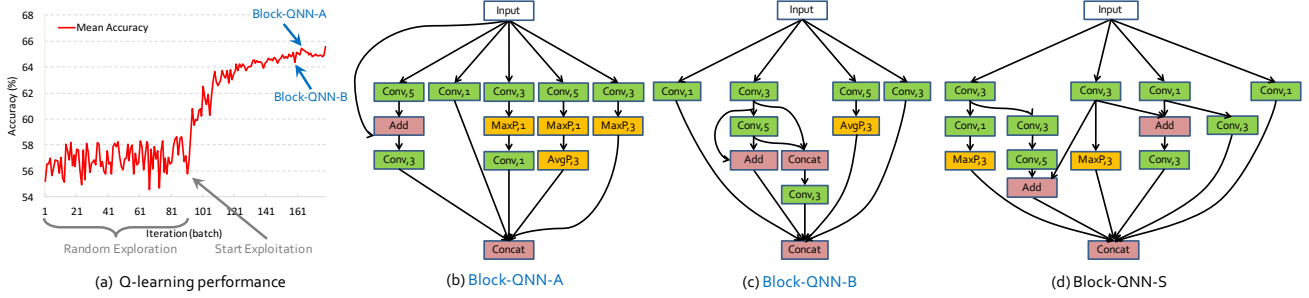 68
66
64
62
60
58
56
54
Accuracy (%)
Mean Accuracy
Block-QNN-A
Block-QNN-B
1 21 41 61 81 101 121 141 161
Iteration (batch)
Random Exploration
Start Exploitation
(a) Q-learning performance
Input
Conv,5 Conv,1 Conv,3 Conv,5 Conv,3
Add MaxP,1 MaxP,1 MaxP,3
Conv,3 Conv,1 AvgP,3
Concat
(b) Block-QNN-A
Input
Conv,1 Conv,3 Conv,5 Conv,3
Conv,5 AvgP,3
Add Concat
Conv,3
Concat
(c) Block-QNN-B
Input
Conv,3 Conv,3 Conv,1 Conv,1
Conv,1 Conv,3 Add Conv,3
MaxP,3 Conv,5 MaxP,3 Conv,3
Add
Concat
(d) Block-QNN-S